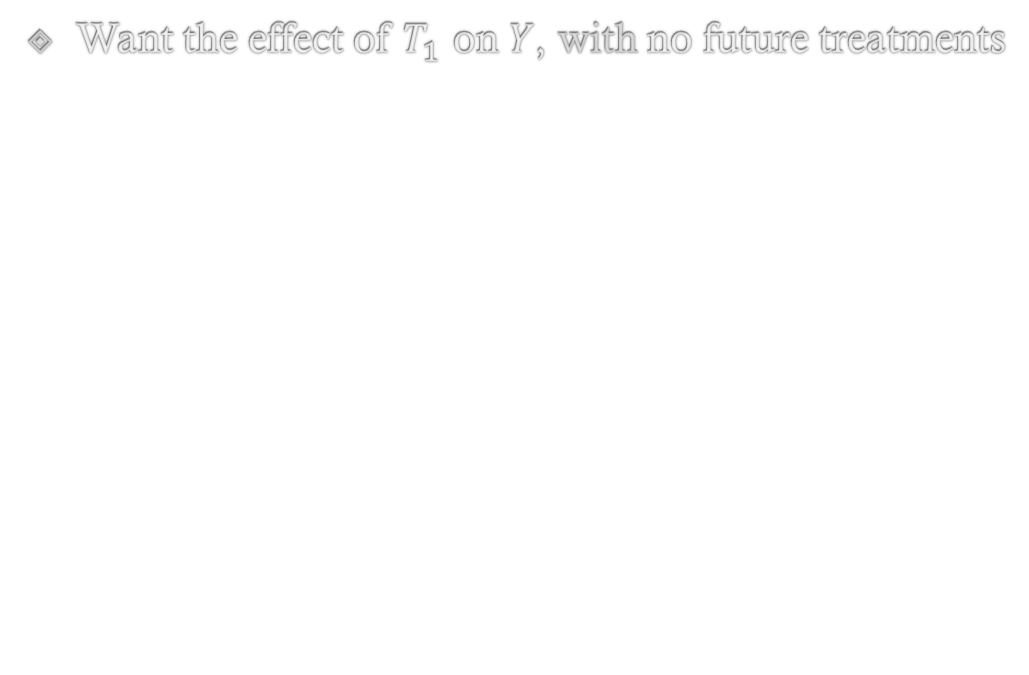 Want the effect of T₁ on Y, with no future treatments